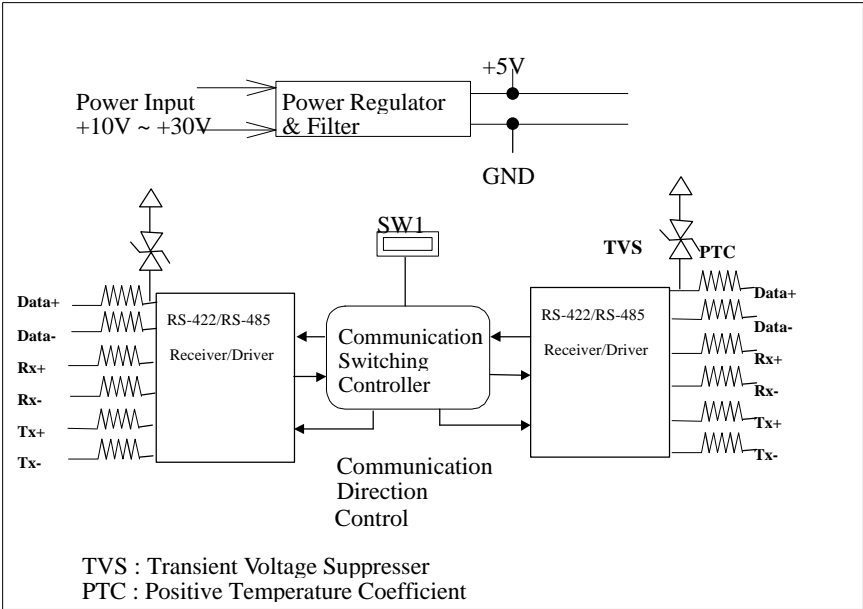 +5V
Power Input
+10V ~ +30V
Power Regulator
& Filter
GND
SW1
TVS
PTC
Data+
Data-
Rx+
Rx-
Tx+
Tx-
RS-422/RS-485
Receiver/Driver
Communication
Switching
Controller
RS-422/RS-485
Receiver/Driver
Data+
Data-
Rx+
Rx-
Tx+
Tx-
Communication
Direction
Control
TVS : Transient Voltage Suppresser
PTC : Positive Temperature Coefficient